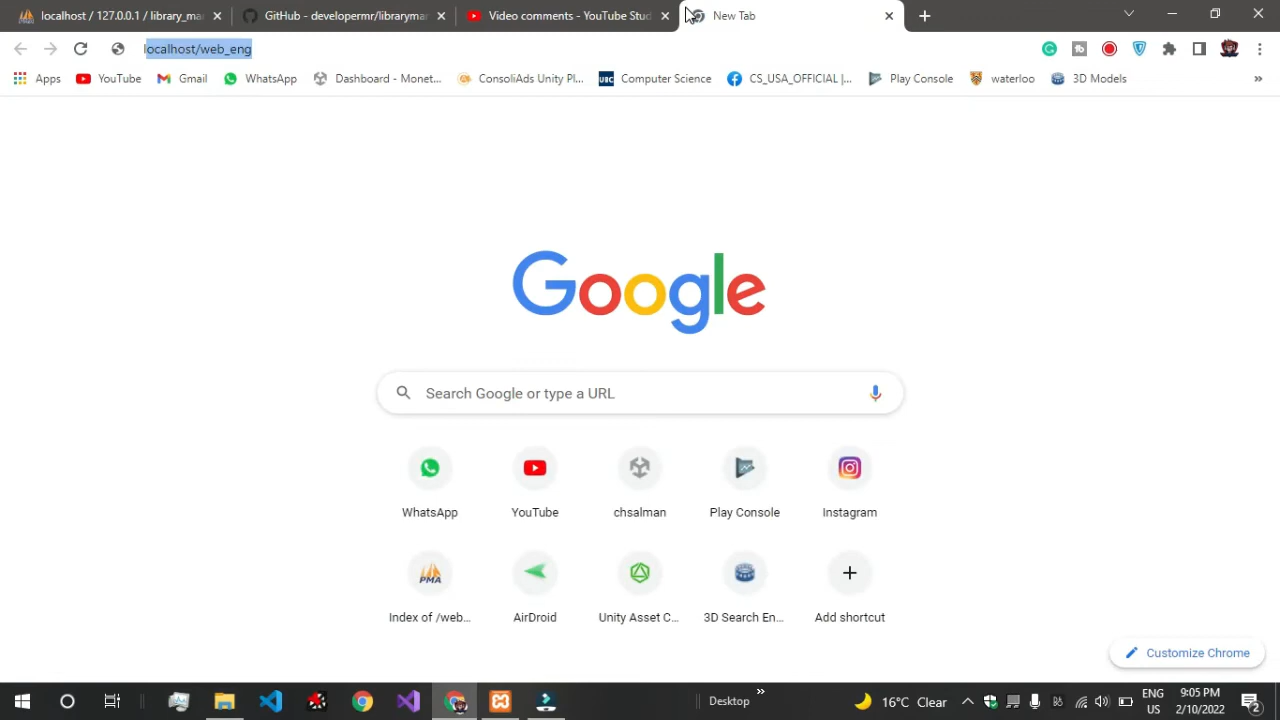 localhost / 127.0.0.1 / library_ma
GitHub - developermr/libraryma
Video comments - YouTube Stud
New Tab
localhost/web_eng
Apps
YouTube
Gmail
WhatsApp
Dashboard - Monet...
ConsoliAds Unity Pl...
UBC
Computer Science
CS_USA_OFFICIAL |...
Play Console
waterloo
3D Models
»
Google
Search Google or type a URL
WhatsApp
YouTube
chsalman
Play Console
Instagram
PMA
Index of /web...
AirDroid
Unity Asset C...
3D Search En...
Add shortcut
Customize Chrome
Desktop
»
16°C Clear
ENG
US
9:05 PM
2/10/2022
2